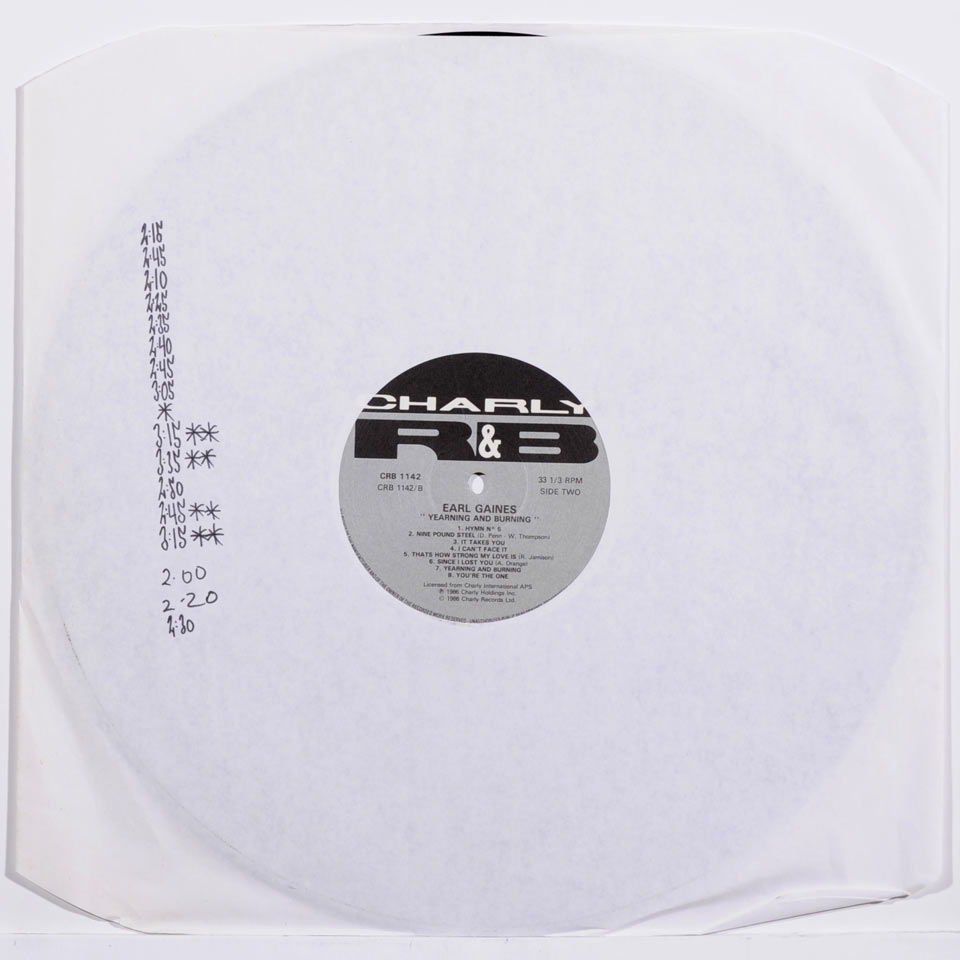 2:15
2:45
2:10
2:25
2:35
2:40
2:45
3:05
*
3:15 **
3:35 **
2:50
2:45 **
3:15 **
2.00
2.20
2:30
CHARLY
R&B
CRB 1142
33 1/3 RPM
CRB 1142/B
SIDE TWO
EARL GAINES
" YEARNING AND BURNING "
1. HYMN N° 5
2. NINE POUND STEEL (D. Penn - W. Thompson)
3. IT TAKES YOU
4. I CAN'T FACE IT
5. THATS HOW STRONG MY LOVE IS (R. Jamison)
6. SINCE I LOST YOU (A. Orange)
7. YEARNING AND BURNING
8. YOU'RE THE ONE
Licensed from Charly International APS
℗ 1986 Charly Holdings Inc.
© 1986 Charly Records Ltd.